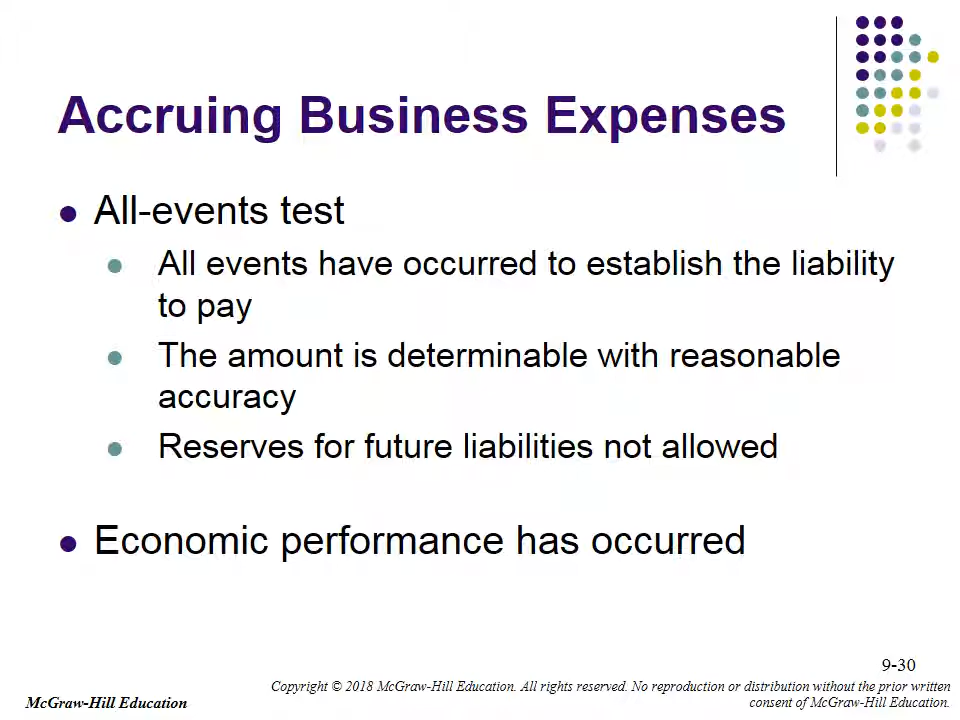 Accruing Business Expenses
All-events test
All events have occurred to establish the liability
to pay
The amount is determinable with reasonable
accuracy
Reserves for future liabilities not allowed
Economic performance has occurred
9-30
Copyright © 2018 McGraw-Hill Education. All rights reserved. No reproduction or distribution without the prior written
consent of McGraw-Hill Education.
McGraw-Hill Education